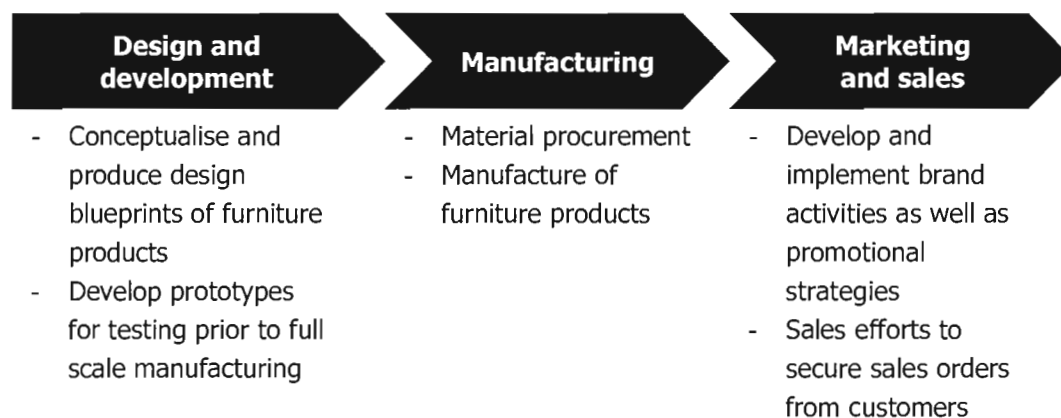 Design and
development
- Conceptualise and
produce design
blueprints of furniture
products
- Develop prototypes
for testing prior to full
scale manufacturing
Manufacturing
- Material procurement
- Manufacture of
furniture products
Marketing
and sales
- Develop and
implement brand
activities as well as
promotional
strategies
- Sales efforts to
secure sales orders
from customers